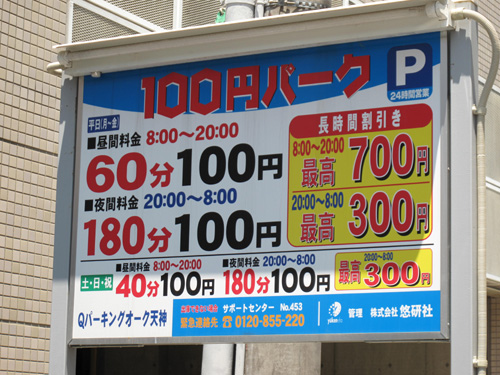 100円パーク
P
24時間営業
平日(月〜金)
■昼間料金 8:00〜20:00
60分100円
■夜間料金 20:00〜8:00
180分100円
長時間割引き
8:00〜20:00
最高 700円
20:00〜8:00
最高 300円
土・日・祝
■昼間料金 8:00〜20:00
40分100円
■夜間料金 20:00〜8:00
180分100円
20:00〜8:00
最高300円
Qパーキングオーク天神
サポートセンター No.453
緊急連絡先 ☎ 0120-855-220
管理 株式会社 悠研社